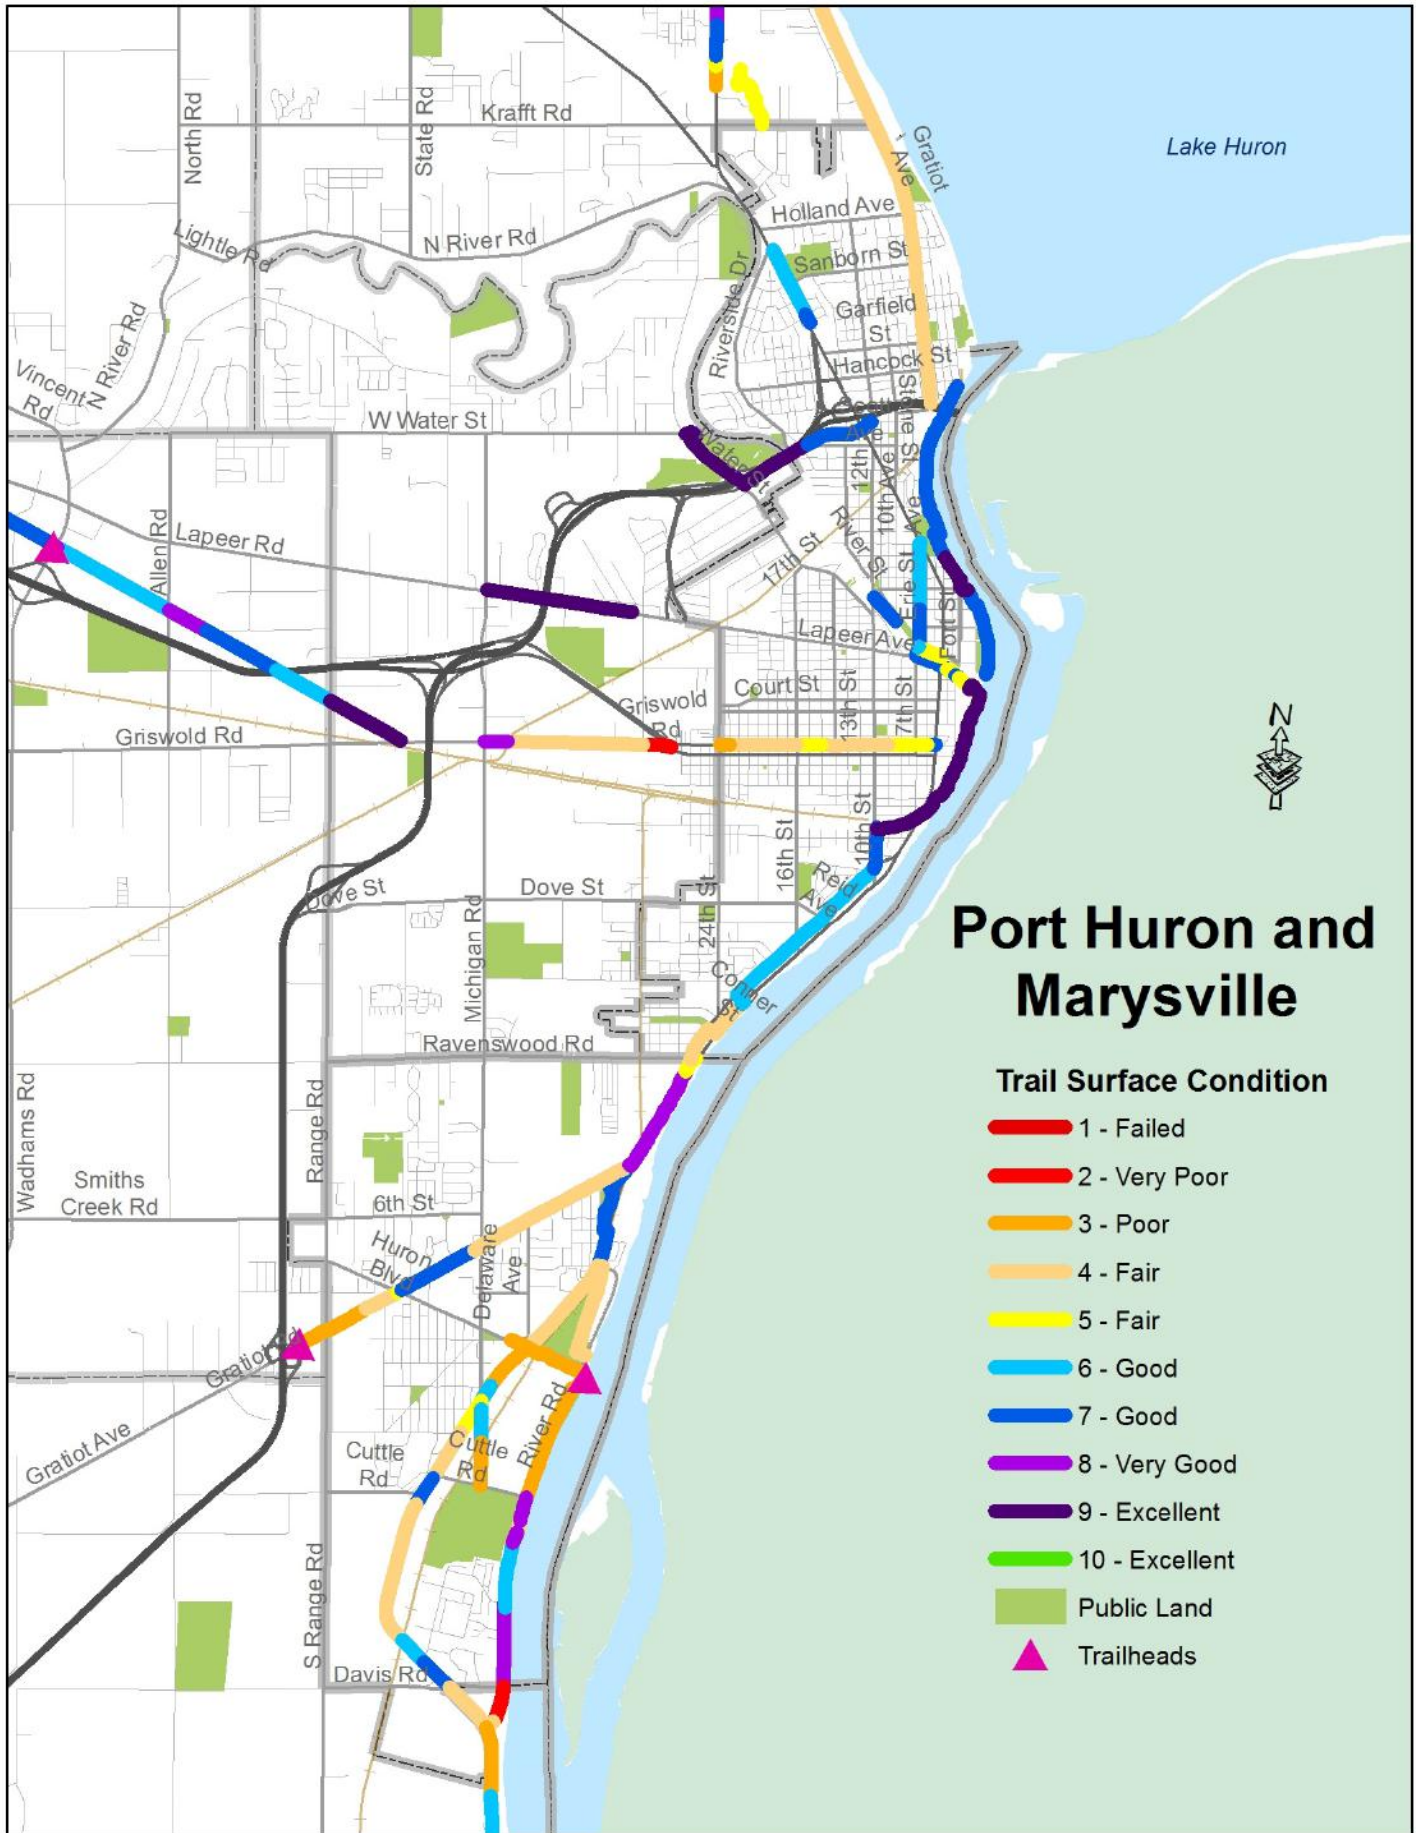 Krafft Rd
North Rd
State Rd
Lake Huron
Gratiot
Ave
Holland Ave
Lightle Rd
N River Rd
Sanborn St
Riverside Dr
Garfield
St
N River Rd
Hancock St
Vincent
Rd
Stone St
W Water St
Ave
Water St
12th
10th Ave
Lapeer Rd
Allen Rd
River St
17th St
Erie St
Fort St
Lapeer Ave
Court St
Griswold
Rd
13th St
7th St
Griswold Rd
10th St
16th St
Reid
Ave
Dove St
Dove St
24th St
Michigan Rd
Conner
St
Port Huron and
Marysville
Ravenswood Rd
Wadhams Rd
Range Rd
Smiths
Creek Rd
6th St
Huron
Blvd
Delaware
Ave
Gratiot Rd
River Rd
Gratiot Ave
Cuttle
Rd
Cuttle
Rd
S Range Rd
Davis Rd
N
Trail Surface Condition
1 - Failed
2 - Very Poor
3 - Poor
4 - Fair
5 - Fair
6 - Good
7 - Good
8 - Very Good
9 - Excellent
10 - Excellent
Public Land
Trailheads